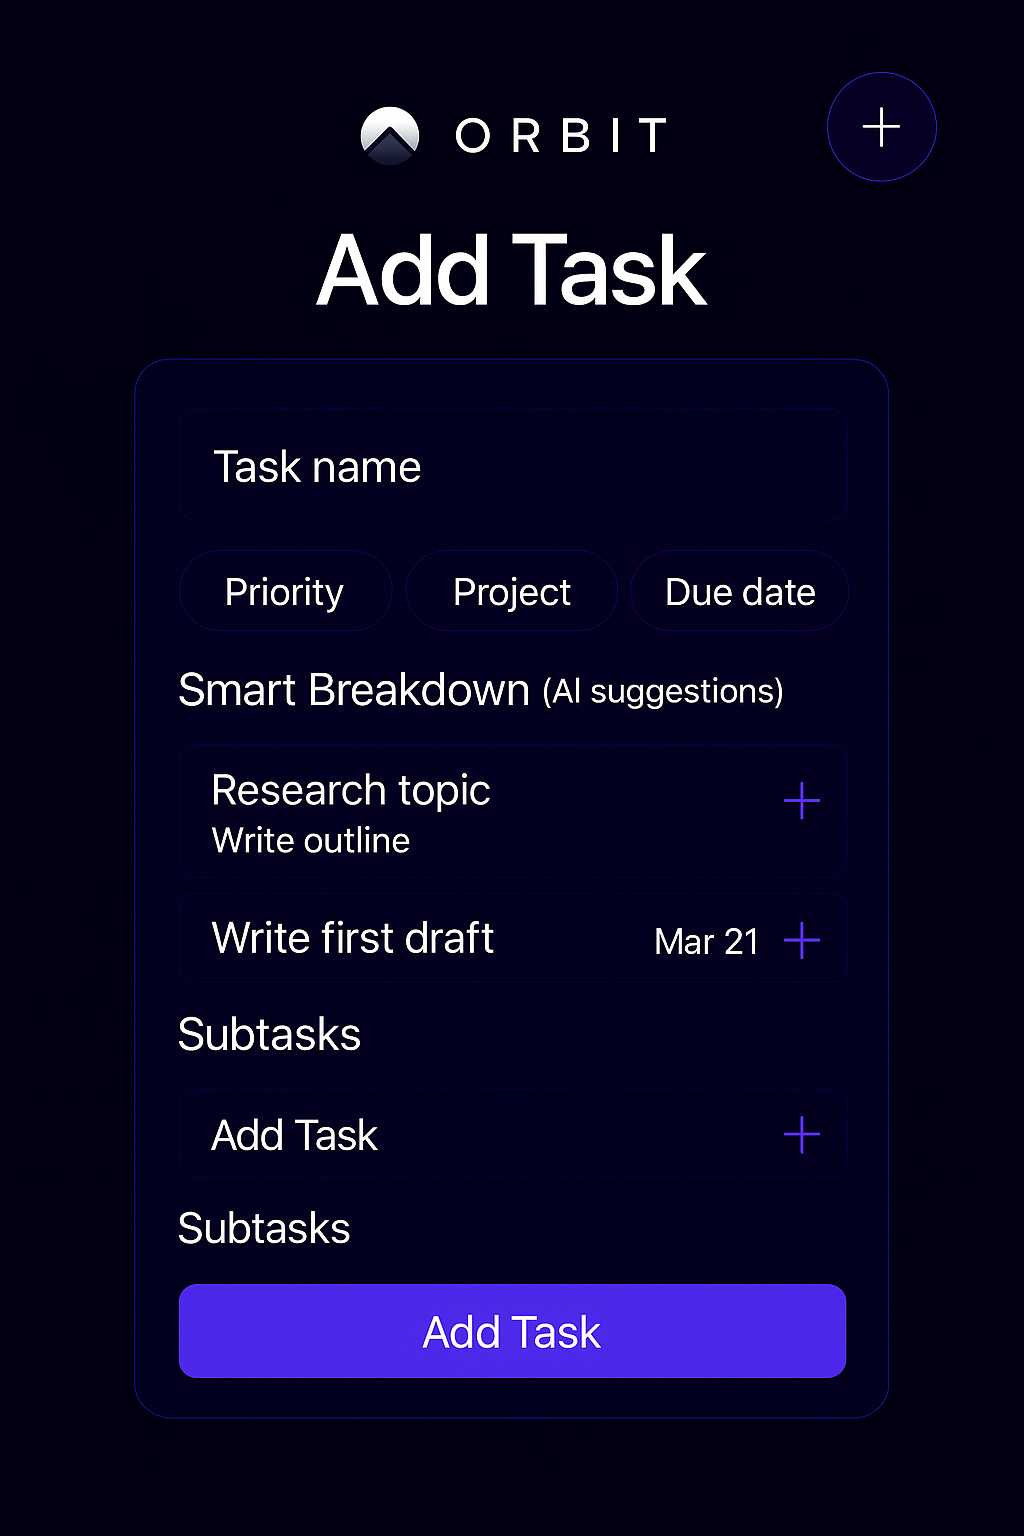 ORBIT
Add Task
Task name
Priority Project Due date
Smart Breakdown (AI suggestions)
Research topic
Write outline
Write first draft Mar 21
Subtasks
Add Task
Subtasks
Add Task